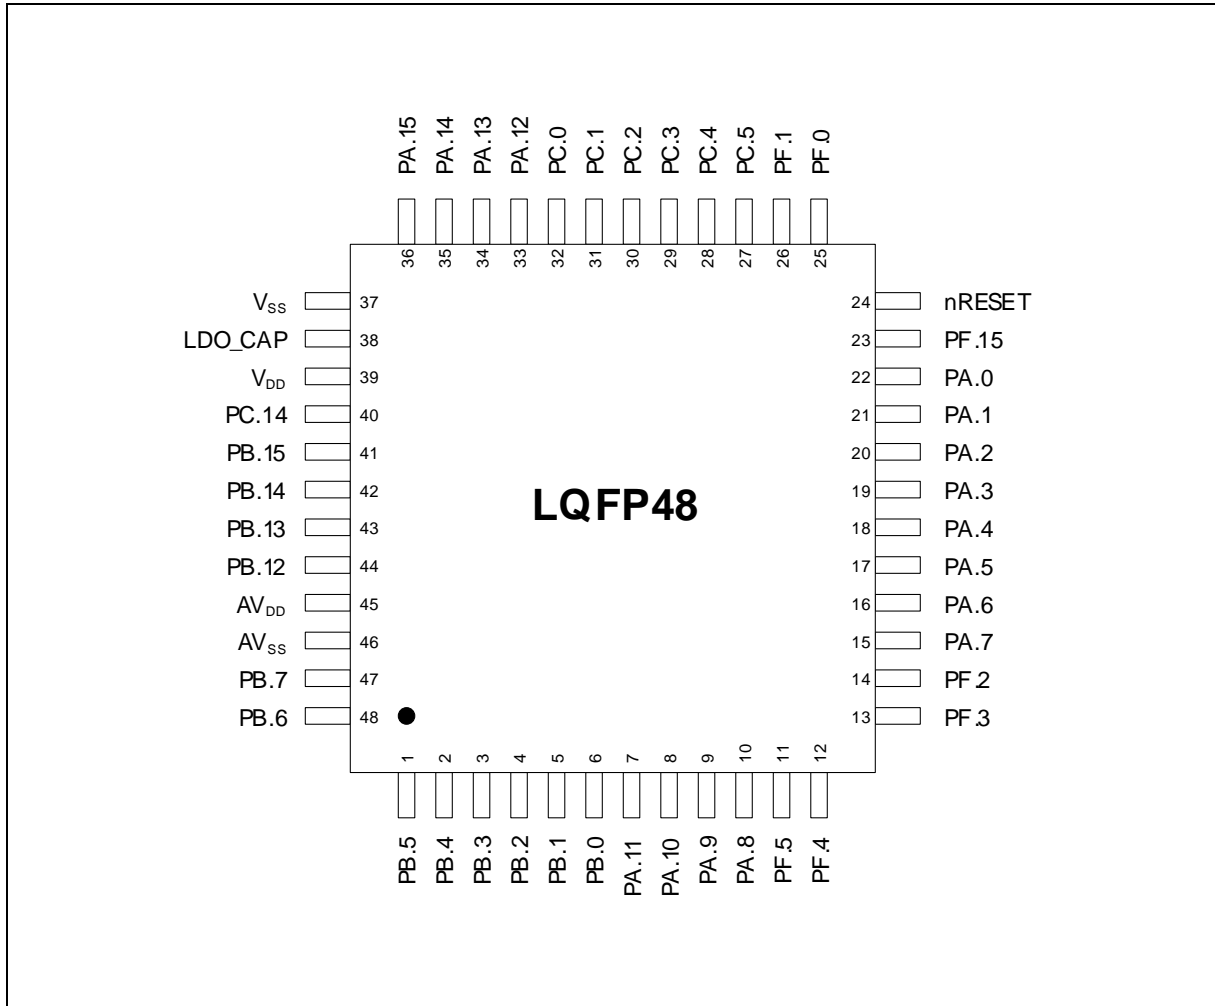 PA.15 PA.14 PA.13 PA.12 PC.0 PC.1 PC.2 PC.3 PC.4 PC.5 PF.1 PF.0
36 35 34 33 32 31 30 29 28 27 26 25
VSS 37 24 nRESET
LDO_CAP 38 23 PF.15
VDD 39 22 PA.0
PC.14 40 21 PA.1
PB.15 41 20 PA.2
PB.14 42 19 PA.3
LQFP48
PB.13 43 18 PA.4
PB.12 44 17 PA.5
AVDD 45 16 PA.6
AVSS 46 15 PA.7
PB.7 47 14 PF.2
PB.6 48 13 PF.3
1 2 3 4 5 6 7 8 9 10 11 12
PB.5 PB.4 PB.3 PB.2 PB.1 PB.0 PA.11 PA.10 PA.9 PA.8 PF.5 PF.4